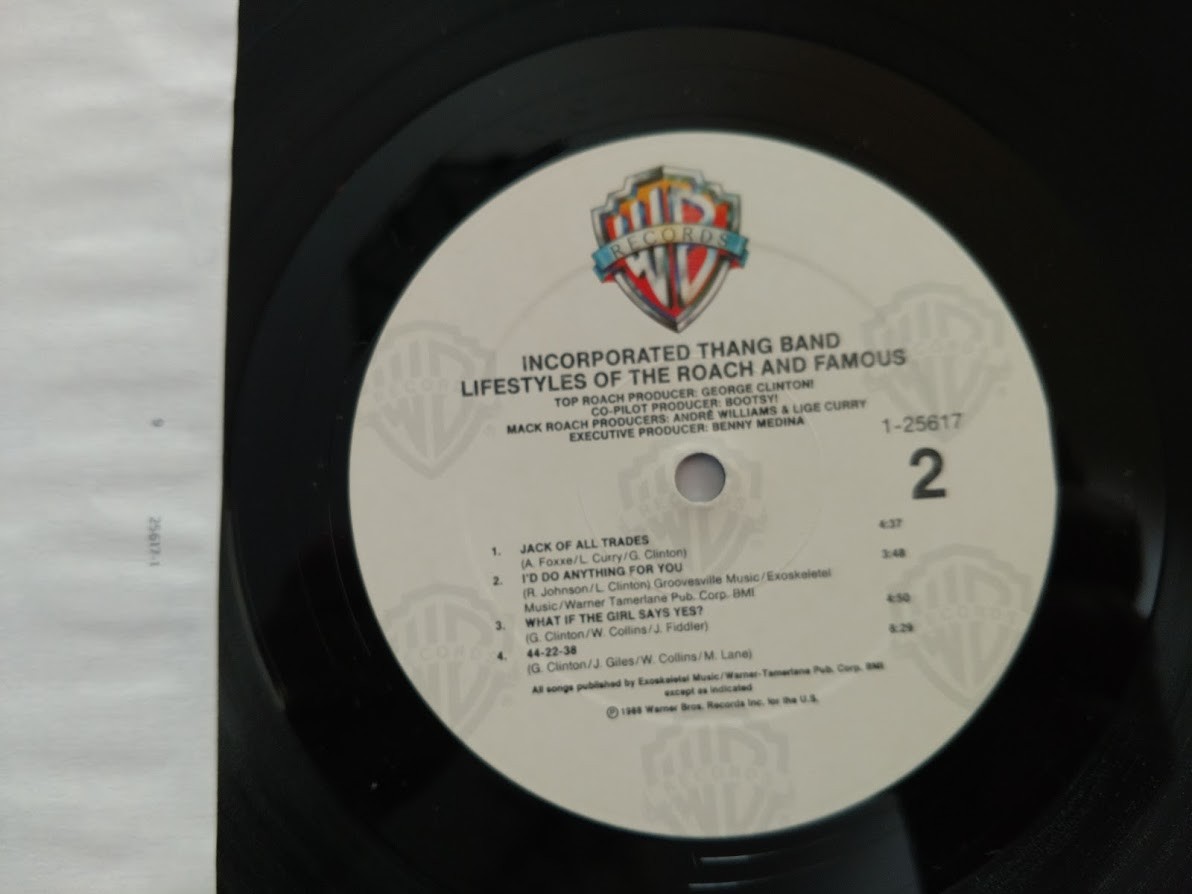 RECORDS
INCORPORATED THANG BAND
LIFESTYLES OF THE ROACH AND FAMOUS
TOP ROACH PRODUCER: GEORGE CLINTON!
CO-PILOT PRODUCER: BOOTSY!
MACK ROACH PRODUCERS: ANDRÉ WILLIAMS & LIGE CURRY
EXECUTIVE PRODUCER: BENNY MEDINA
1-25617
2
1. JACK OF ALL TRADES 4:37
(A. Foxxe/L. Curry/G. Clinton)
2. I'D DO ANYTHING FOR YOU 3:48
(R. Johnson/L. Clinton) Groovesville Music/Exoskeletel
Music/Warner Tamerlane Pub. Corp. BMI
3. WHAT IF THE GIRL SAYS YES? 4:50
(G. Clinton/W. Collins/J. Fiddler)
4. 44-22-38 6:29
(G. Clinton/J. Giles/W. Collins/M. Lane)
All songs published by Exoskeletel Music/Warner-Tamerlane Pub. Corp. BMI
except as indicated
Ⓟ 1988 Warner Bros. Records Inc. for the U.S.
25617-1